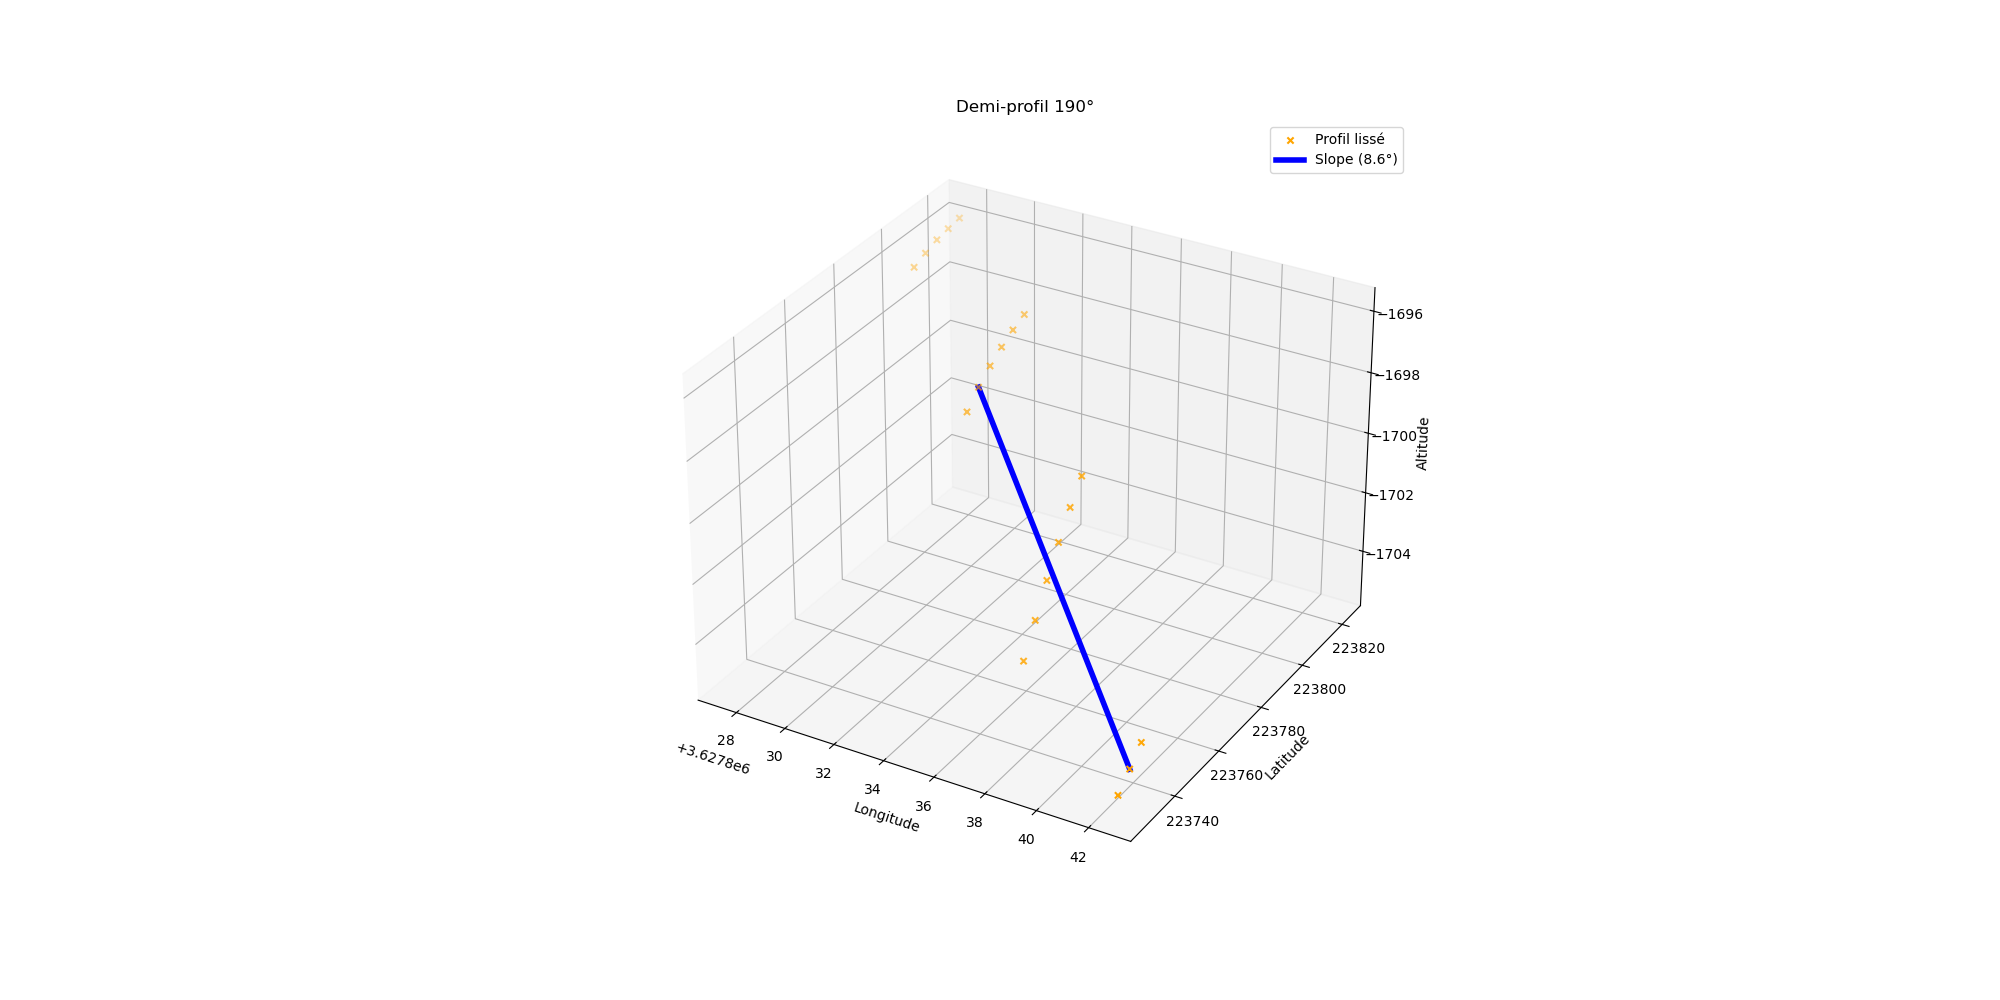 Demi-profil 190°
Profil lissé
Slope (8.6°)
−1696
−1698
−1700
−1702
−1704
Altitude
223820
223800
223780
223760
223740
Latitude
28
30
32
34
36
38
40
42
+3.6278e6
Longitude